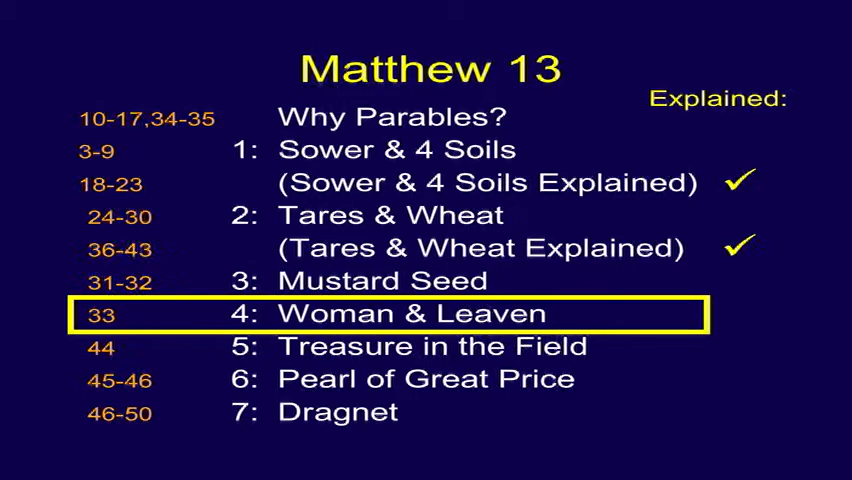 Matthew 13
Explained:
10-17,34-35 Why Parables?
3-9 1: Sower & 4 Soils
18-23 (Sower & 4 Soils Explained) ✓
24-30 2: Tares & Wheat
36-43 (Tares & Wheat Explained) ✓
31-32 3: Mustard Seed
33 4: Woman & Leaven
44 5: Treasure in the Field
45-46 6: Pearl of Great Price
46-50 7: Dragnet